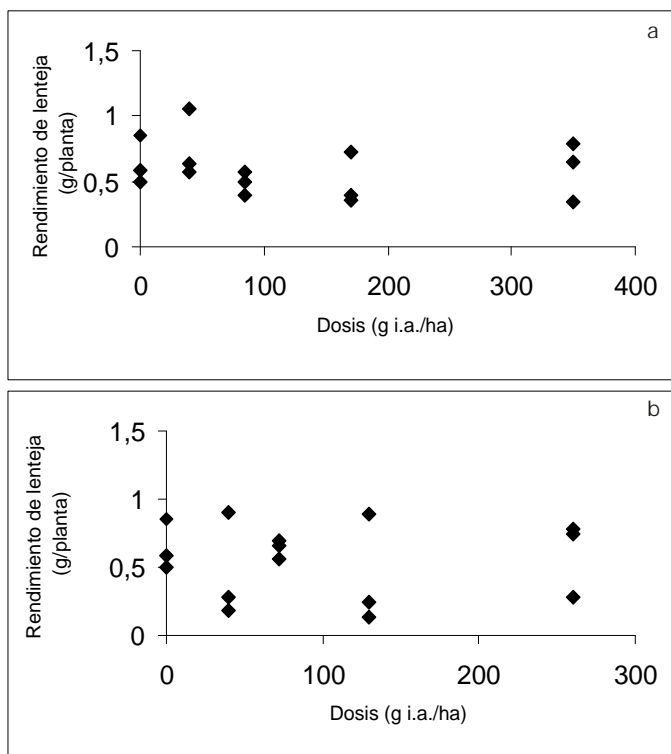 a
1,5
1
0,5
0
Rendimiento de lenteja
(g/planta)
0 100 200 300 400
Dosis (g i.a./ha)
b
1,5
1
0,5
0
Rendimiento de lenteja
(g/planta)
0 100 200 300
Dosis (g i.a./ha)